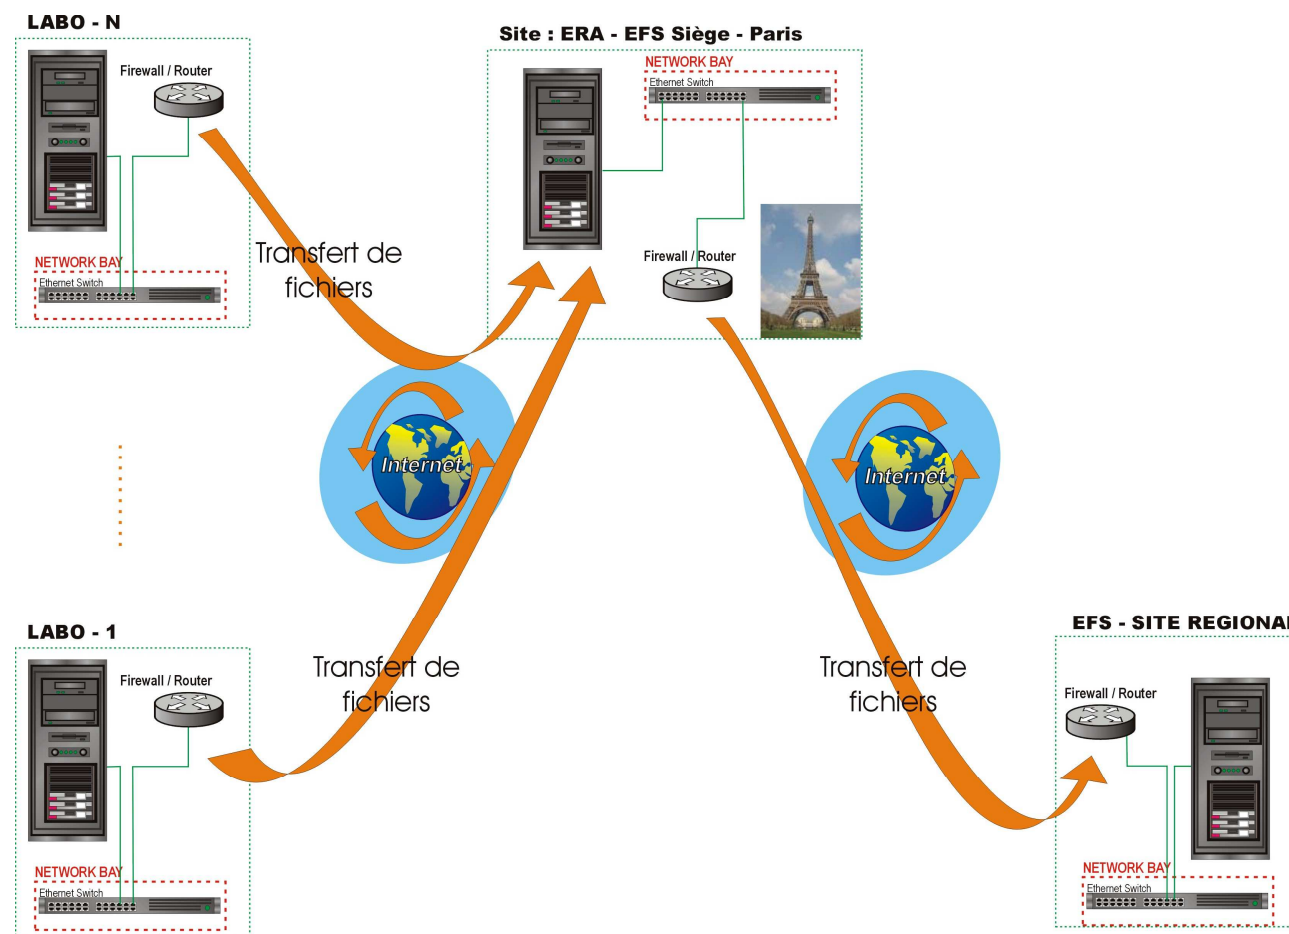 LABO - N
Firewall / Router
NETWORK BAY
Ethernet Switch
Transfert de
fichiers
Site : ERA - EFS Siège - Paris
NETWORK BAY
Ethernet Switch
Firewall / Router
Internet
Internet
LABO - 1
Firewall / Router
NETWORK BAY
Ethernet Switch
Transfert de
fichiers
Transfert de
fichiers
EFS - SITE REGIONAL
Firewall / Router
NETWORK BAY
Ethernet Switch